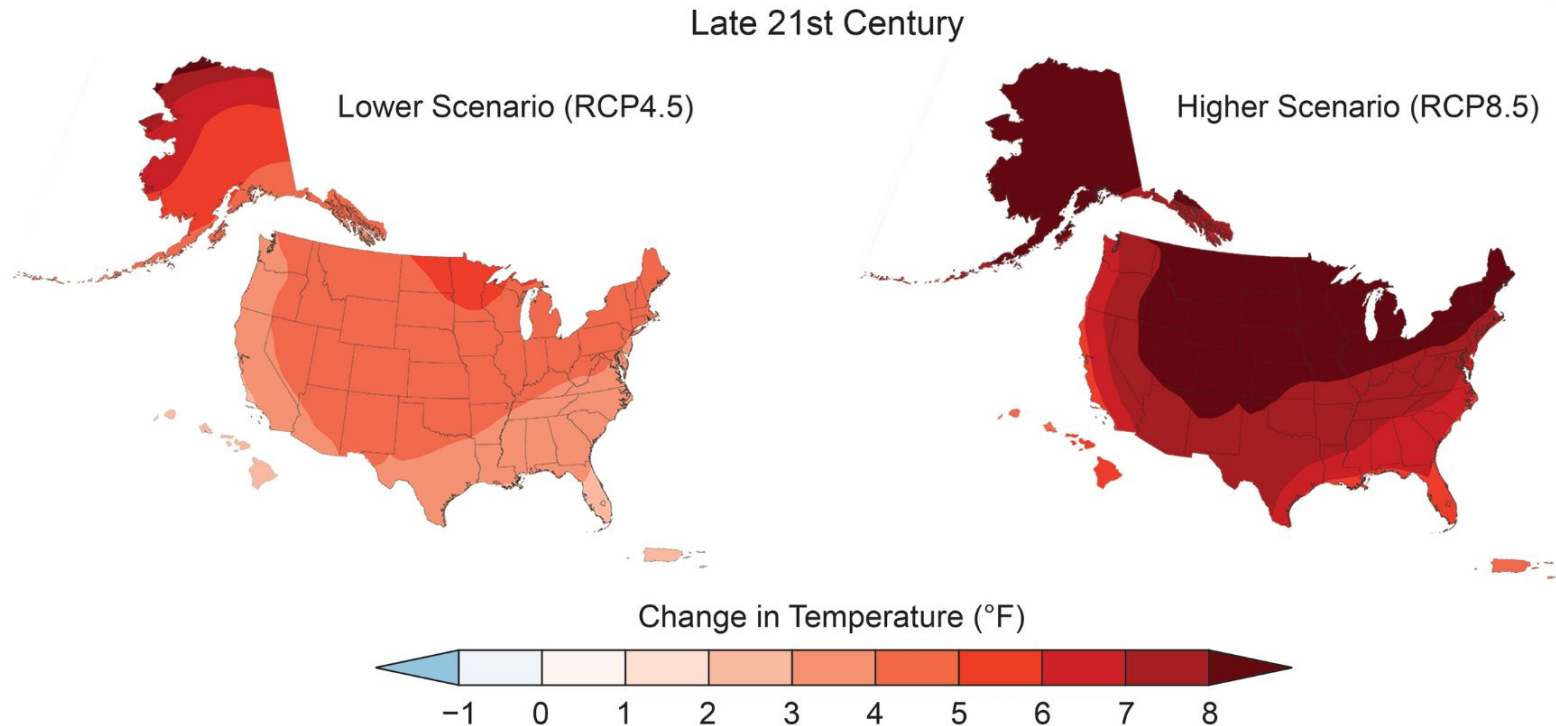 Late 21st Century
Lower Scenario (RCP4.5)
Higher Scenario (RCP8.5)
Change in Temperature (°F)
−1 0 1 2 3 4 5 6 7 8